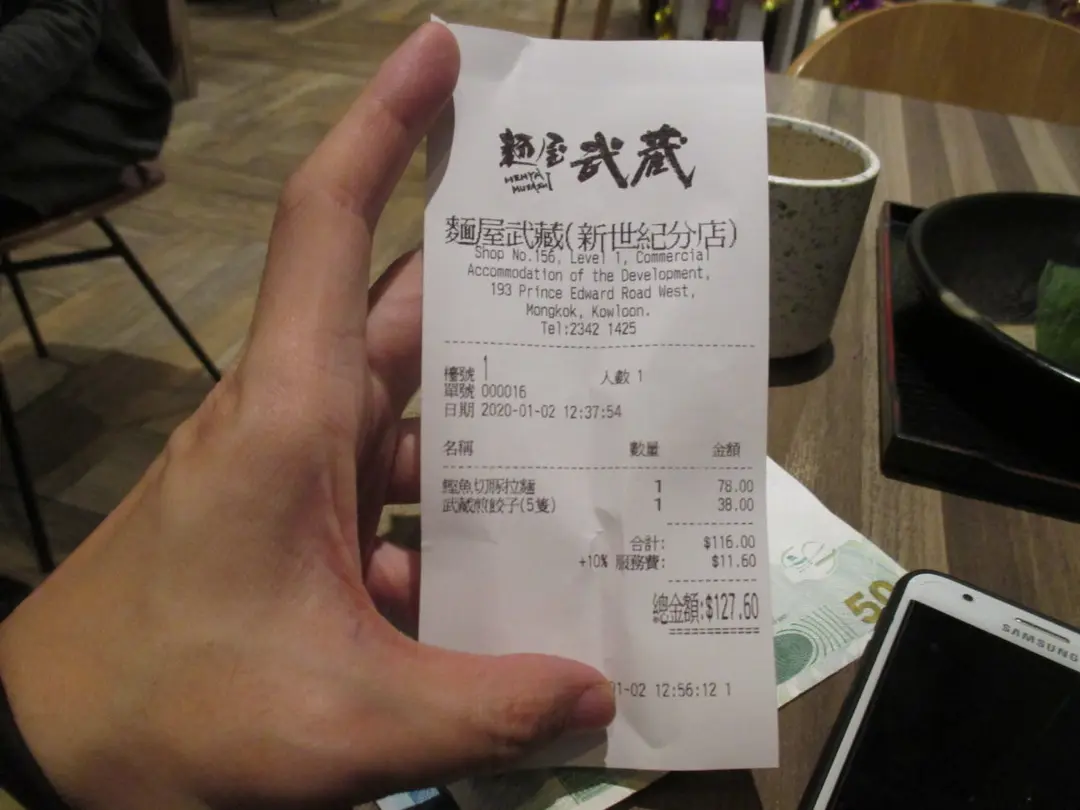 麵屋武蔵
MENYA
MUSASHI
麵屋武藏(新世紀分店)
Shop No.156, Level 1, Commercial
Accommodation of the Development,
193 Prince Edward Road West,
Mongkok, Kowloon.
Tel:2342 1425
檯號 1 人數 1
單號 000016
日期 2020-01-02 12:37:54
名稱 數量 金額
鰹魚切豚拉麵 1 78.00
武藏煎餃子(5隻) 1 38.00
合計: $116.00
+10% 服務費: $11.60
總金額:$127.60
01-02 12:56:12 1
50
SAMSUNG